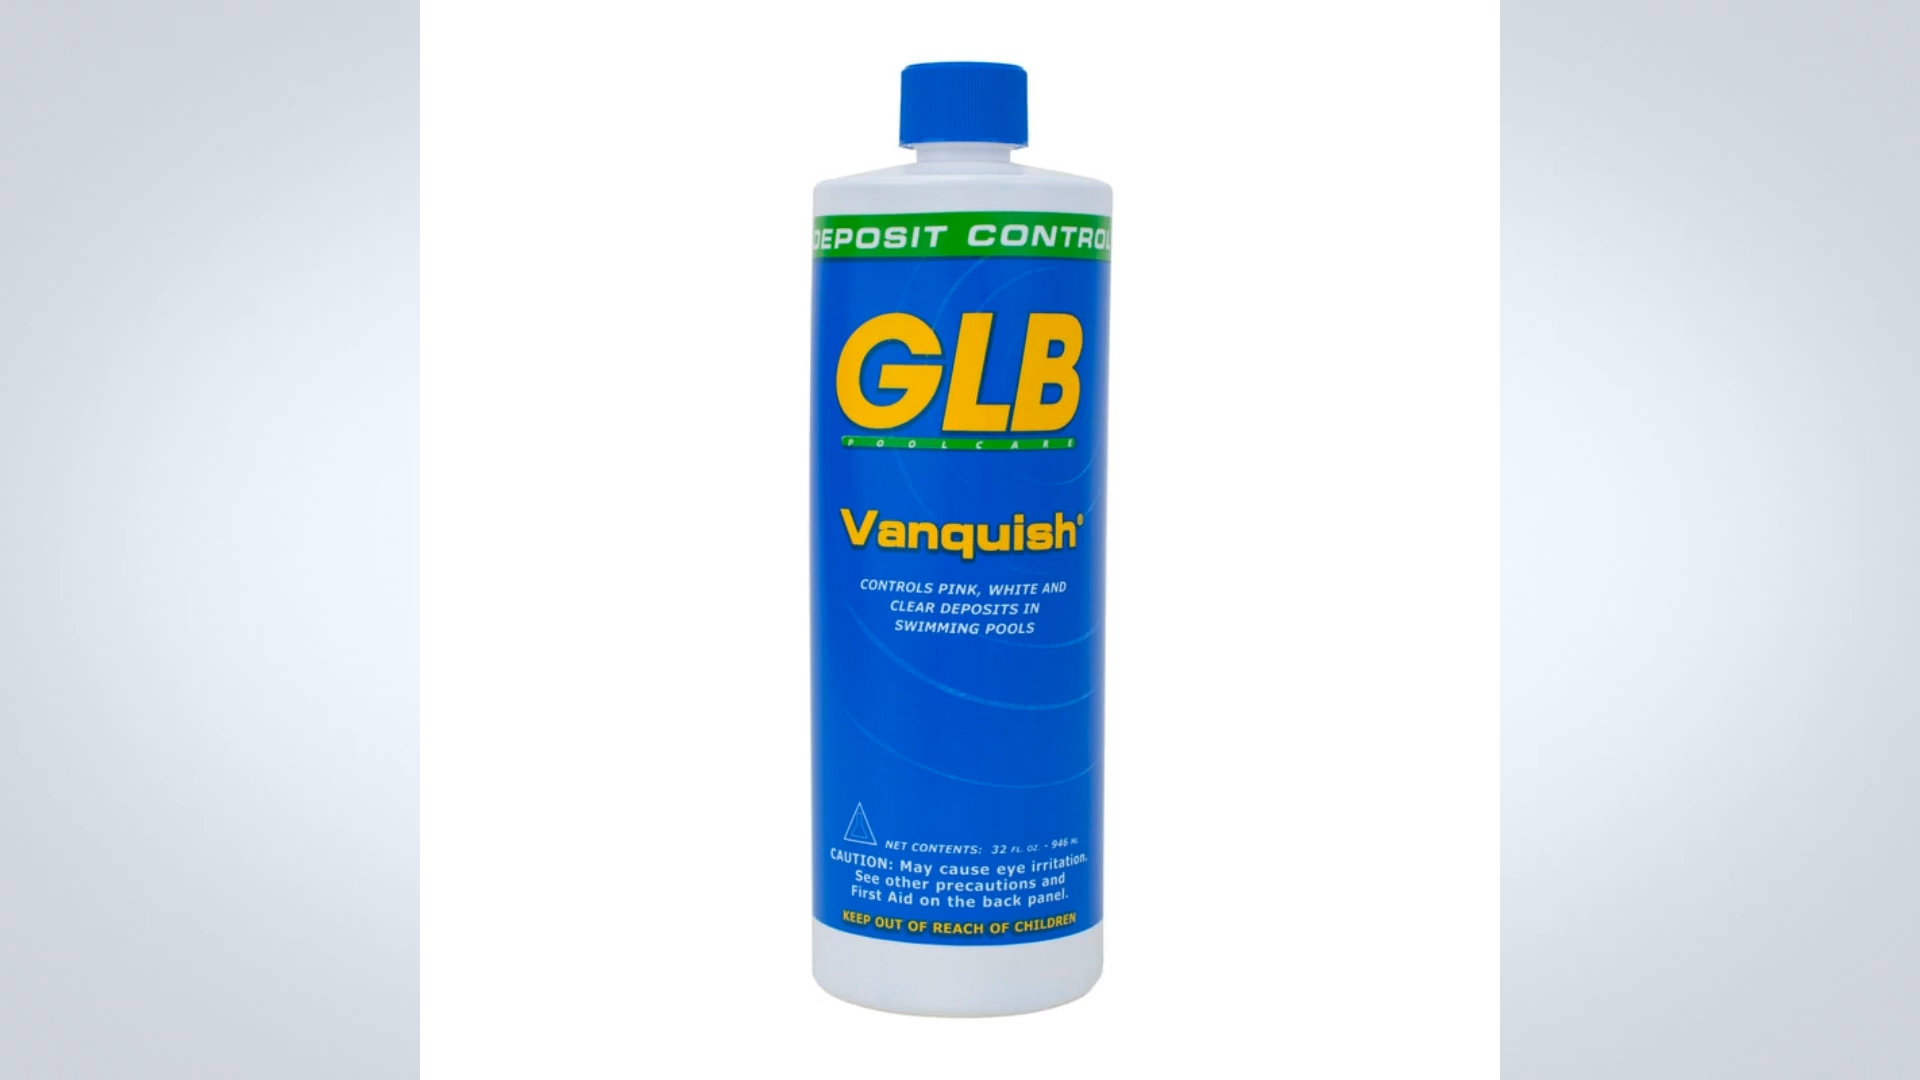 DEPOSIT CONTROL
GLB
POOL CARE
Vanquish®
CONTROLS PINK, WHITE AND
CLEAR DEPOSITS IN
SWIMMING POOLS
NET CONTENTS: 32 FL. OZ. - 946 ML
CAUTION: May cause eye irritation.
See other precautions and
First Aid on the back panel.
KEEP OUT OF REACH OF CHILDREN